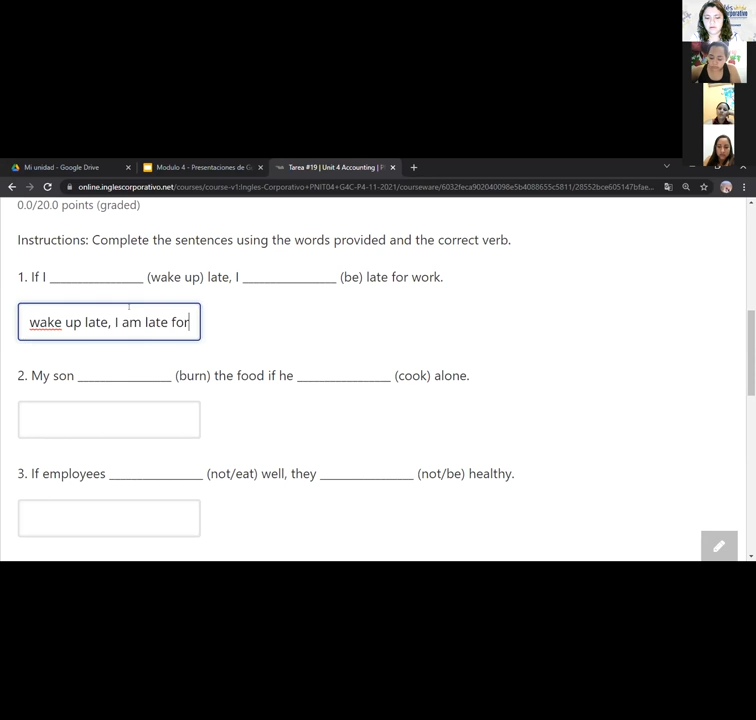 Mi unidad - Google Drive
Modulo 4 - Presentaciones de G
Tarea #19 | Unit 4 Accounting | P
online.inglescorporativo.net/courses/course-v1:Ingles-Corporativo+PNIT04+G4C-P4-11-2021/courseware/6032feca902040098e5b4088655c5811/28552bce605147bfae...
0.0/20.0 points (graded)
Instructions: Complete the sentences using the words provided and the correct verb.
1. If I _______________ (wake up) late, I _______________ (be) late for work.
wake up late, I am late for
2. My son _______________ (burn) the food if he _______________ (cook) alone.
3. If employees _______________ (not/eat) well, they _______________ (not/be) healthy.